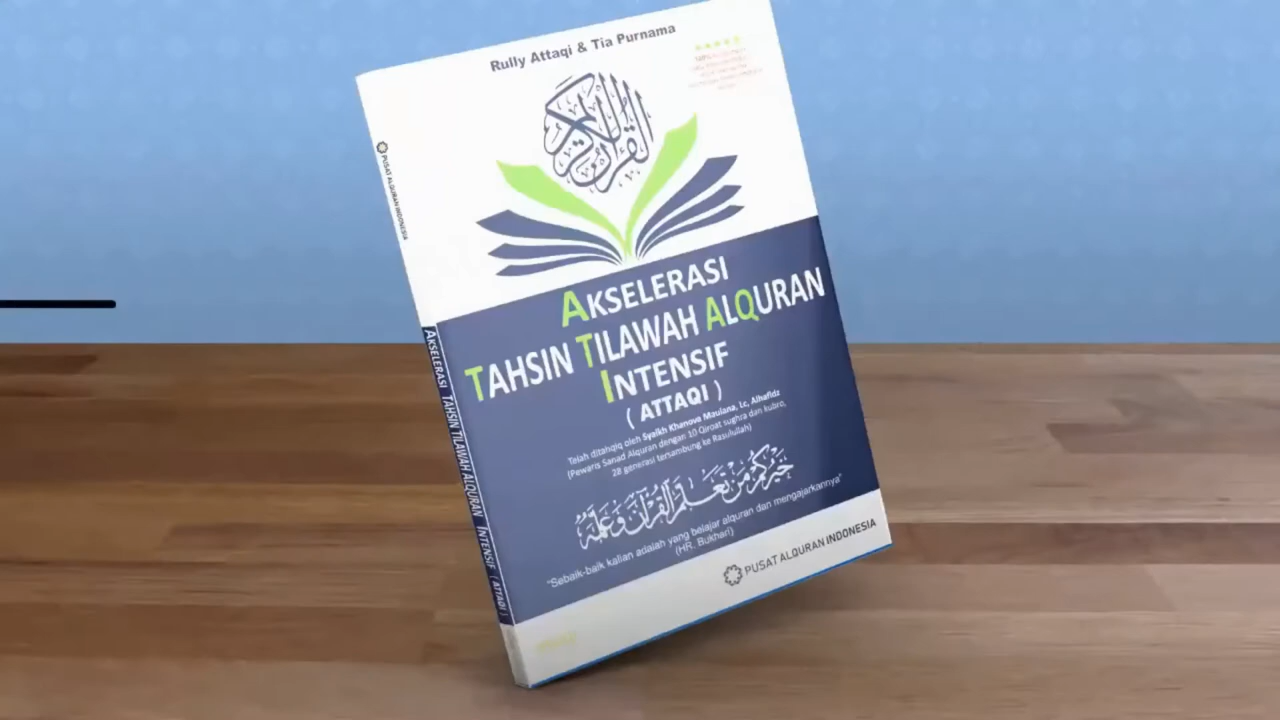 Rully Attaqi & Tia Purnama
القرآن الكريم
PUSAT ALQURAN INDONESIA
AKSELERASI
TAHSIN TILAWAH ALQURAN
INTENSIF
( ATTAQI )
Telah ditahqiq oleh Syaikh Khanova Maulana, Lc, Alhafidz
(Pewaris Sanad Alquran dengan 10 Qiroat sughra dan kubro,
28 generasi tersambung ke Rasulullah)
خيركم من تعلم القرآن وعلمه
"Sebaik-baik kalian adalah yang belajar alquran dan mengajarkannya"
(HR. Bukhari)
PUSAT ALQURAN INDONESIA
AKSELERASI TAHSIN TILAWAH ALQURAN INTENSIF ( ATTAQI )